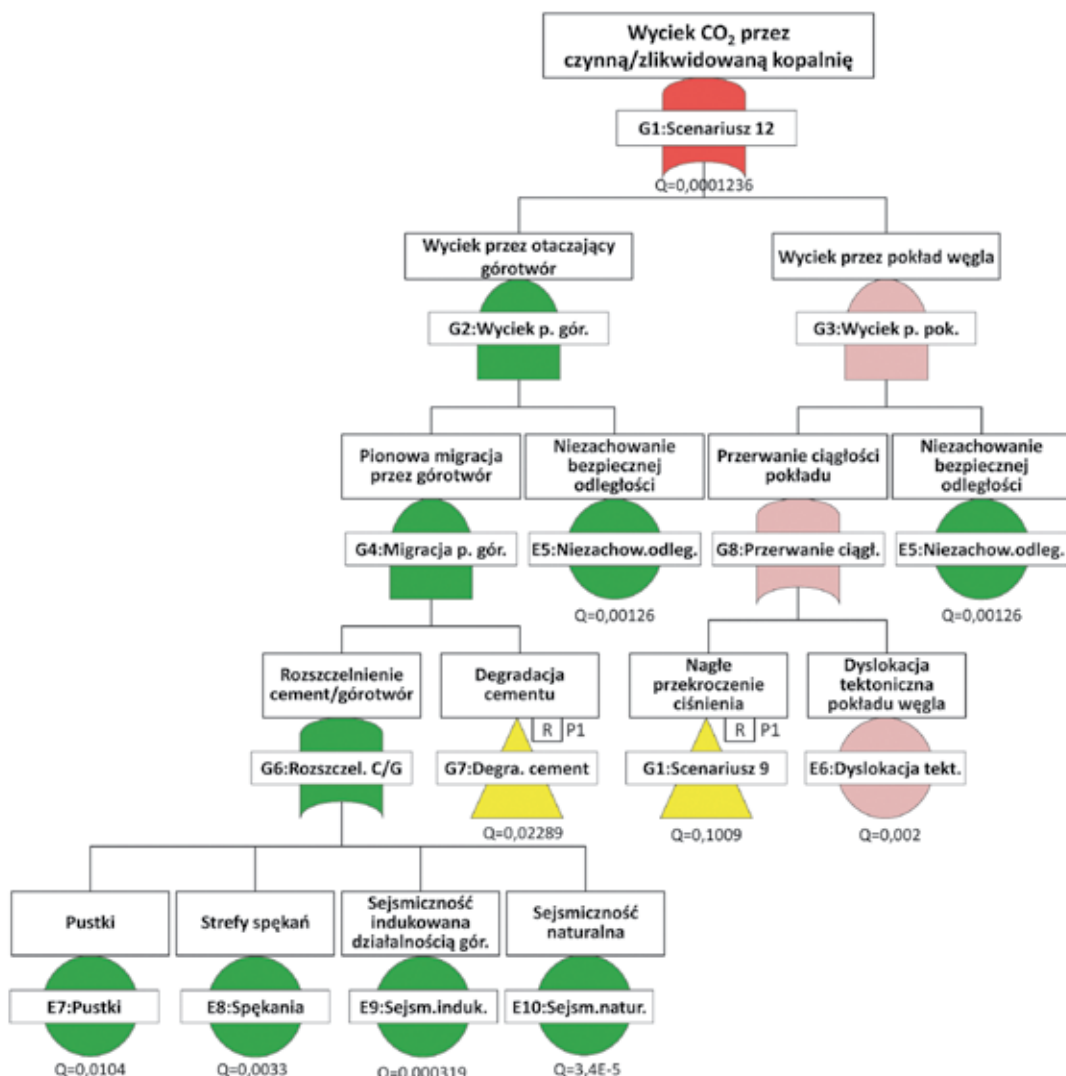 Wyciek CO₂ przez
czynną/zlikwidowaną kopalnię
G1:Scenariusz 12
Q=0,0001236
Wyciek przez otaczający
górotwór
Wyciek przez pokład węgla
G2:Wyciek p. gór.
G3:Wyciek p. pok.
Pionowa migracja
przez górotwór
Niezachowanie
bezpiecznej
odległości
Przerwanie ciągłości
pokładu
Niezachowanie
bezpiecznej
odległości
G4:Migracja p. gór.
E5:Niezachow.odleg.
G8:Przerwanie ciągł.
E5:Niezachow.odleg.
Q=0,00126
Q=0,00126
Rozszczelnienie
cement/górotwór
Degradacja
cementu
Nagłe
przekroczenie
ciśnienia
Dyslokacja
tektoniczna
pokładu węgla
R P1
R P1
G6:Rozszczel. C/G
G7:Degra. cement
G1:Scenariusz 9
E6:Dyslokacja tekt.
Q=0,02289
Q=0,1009
Q=0,002
Pustki
Strefy spękań
Sejsmiczność
indukowana
działalnością gór.
Sejsmiczność
naturalna
E7:Pustki
E8:Spękania
E9:Sejsm.induk.
E10:Sejsm.natur.
Q=0,0104
Q=0,0033
Q=0,000319
Q=3,4E-5